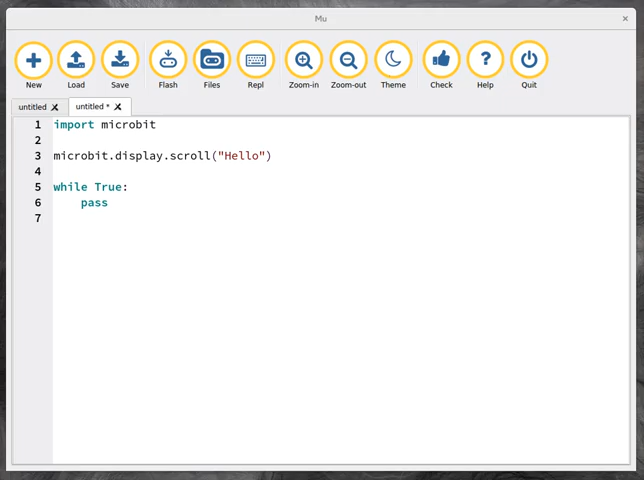 Mu
New Load Save Flash Files Repl Zoom-in Zoom-out Theme Check Help Quit
untitled untitled *
1 import microbit
2
3 microbit.display.scroll("Hello")
4
5 while True:
6     pass
7